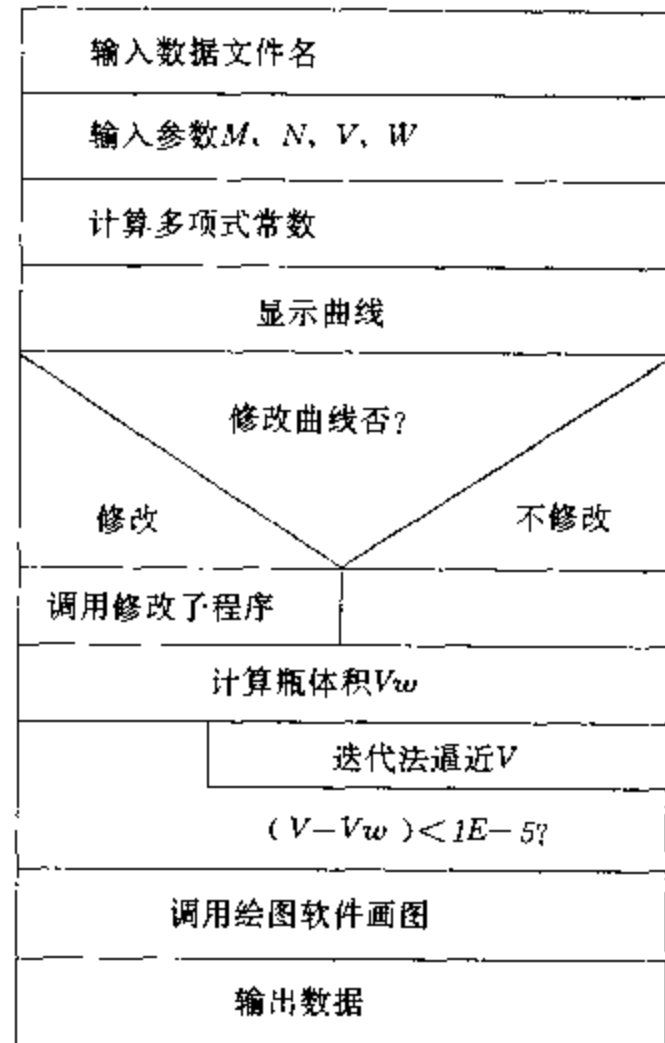 输入数据文件名
输入参数M、N, V, W
计算多项式常数
显示曲线
修改曲线否?
修改
不修改
调用修改子程序
计算瓶体积Vw
迭代法逼近V
(V-Vw)<1E-5?
调用绘图软件画图
输出数据